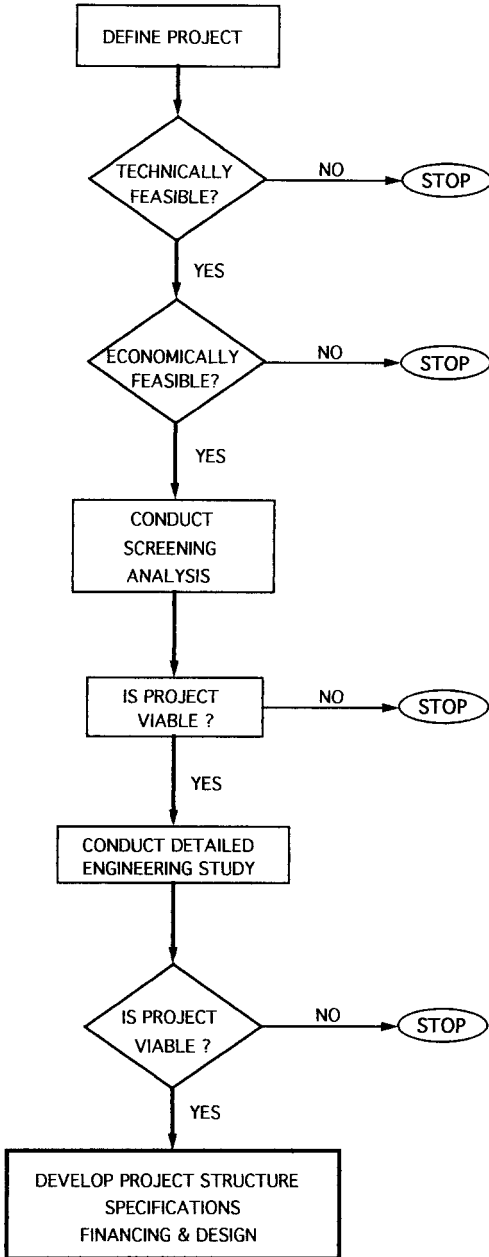 DEFINE PROJECT
TECHNICALLY
FEASIBLE?
NO
STOP
YES
ECONOMICALLY
FEASIBLE?
NO
STOP
YES
CONDUCT
SCREENING
ANALYSIS
IS PROJECT
VIABLE ?
NO
STOP
YES
CONDUCT DETAILED
ENGINEERING STUDY
IS PROJECT
VIABLE ?
NO
STOP
YES
DEVELOP PROJECT STRUCTURE
SPECIFICATIONS
FINANCING & DESIGN